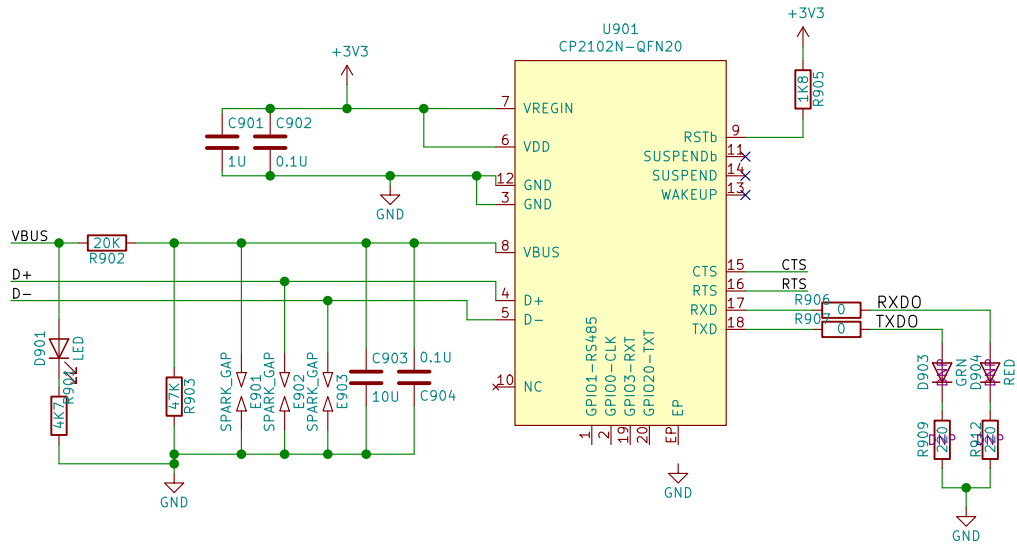 U901
CP2102N-QFN20
+3V3
+3V3
1K8
R905
C901
1U
C902
0.1U
GND
7
VREGIN
6
VDD
12
GND
3
GND
8
VBUS
4
D+
5
D-
10
NC
RSTb
9
SUSPENDb
11
SUSPEND
14
WAKEUP
13
CTS
15
CTS
RTS
16
RTS
RXD
17
TXD
18
R906
0
RXDO
R907
0
TXDO
VBUS
20K
R902
D+
D-
D901
LED
R901
4K7
47K
R903
SPARK_GAP
E901
SPARK_GAP
E902
SPARK_GAP
E903
C903
10U
0.1U
C904
GND
GPIO1-RS485
GPIO0-CLK
GPIO3-RXT
GPIO20-TXT
EP
1
2
19
20
EP
GND
D903
GRN
D904
RED
R909
220
R912
220
GND